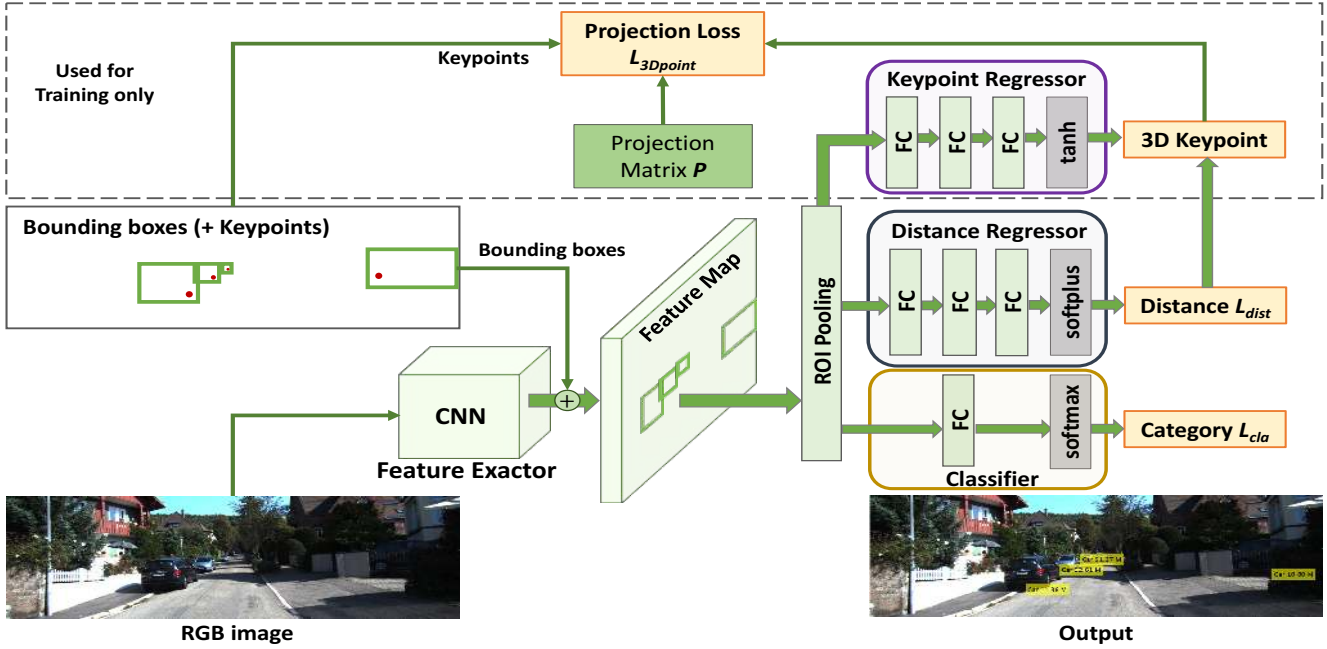 Projection Loss
L3Dpoint
Keypoints
Used for
Training only
Keypoint Regressor
FC
FC
FC
tanh
3D Keypoint
Projection
Matrix P
Bounding boxes (+ Keypoints)
Bounding boxes
Feature Map
ROI Pooling
Distance Regressor
FC
FC
FC
softplus
Distance Ldist
CNN
+
Feature Exactor
FC
softmax
Category Lcla
Classifier
RGB image
Output